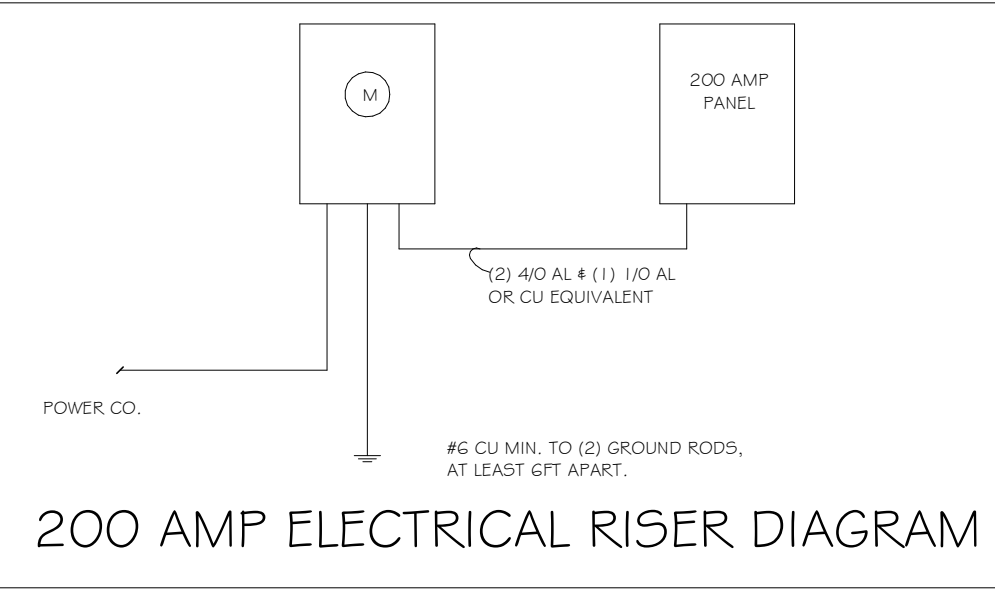 M
200 AMP
PANEL
(2) 4/0 AL & (1) 1/0 AL
OR CU EQUIVALENT
POWER CO.
#6 CU MIN. TO (2) GROUND RODS,
AT LEAST 6FT APART.
200 AMP ELECTRICAL RISER DIAGRAM